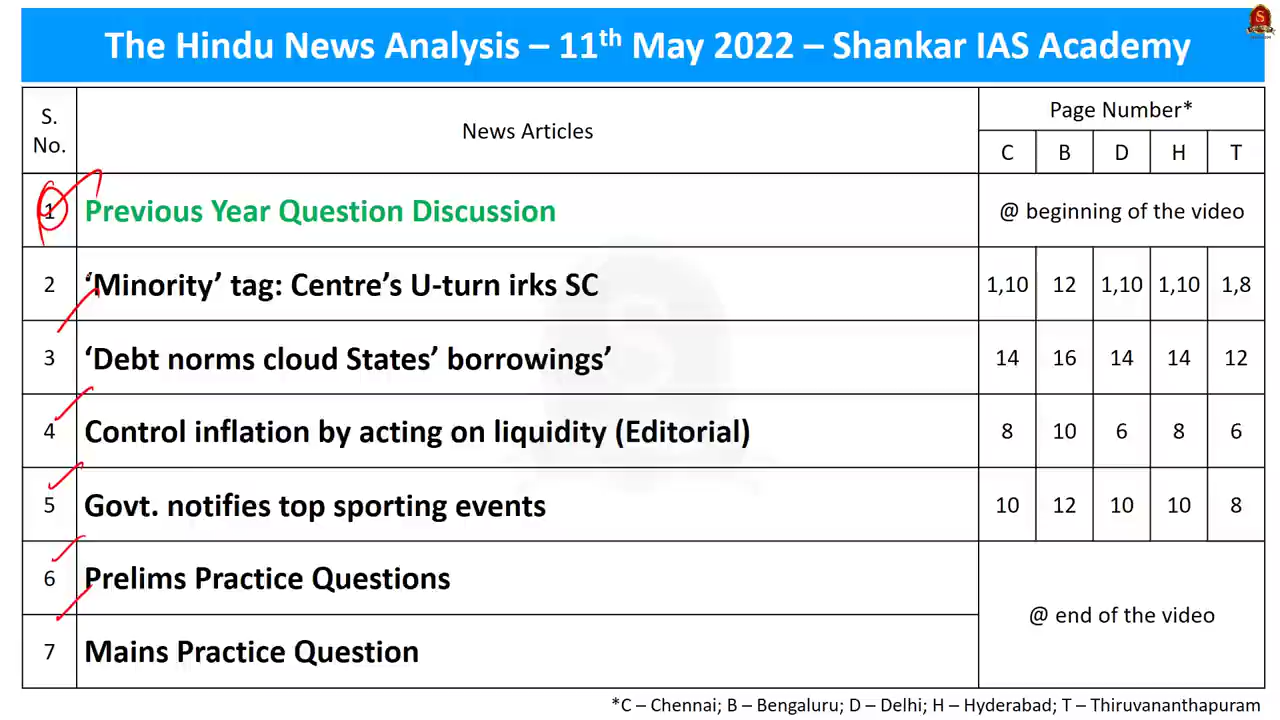 The Hindu News Analysis – 11th May 2022 – Shankar IAS Academy
S. No. News Articles Page Number*
C B D H T
1 Previous Year Question Discussion @ beginning of the video
2 ‘Minority’ tag: Centre’s U-turn irks SC 1,10 12 1,10 1,10 1,8
3 ‘Debt norms cloud States’ borrowings’ 14 16 14 14 12
4 Control inflation by acting on liquidity (Editorial) 8 10 6 8 6
5 Govt. notifies top sporting events 10 12 10 10 8
6 Prelims Practice Questions
@ end of the video
7 Mains Practice Question
*C – Chennai; B – Bengaluru; D – Delhi; H – Hyderabad; T – Thiruvananthapuram